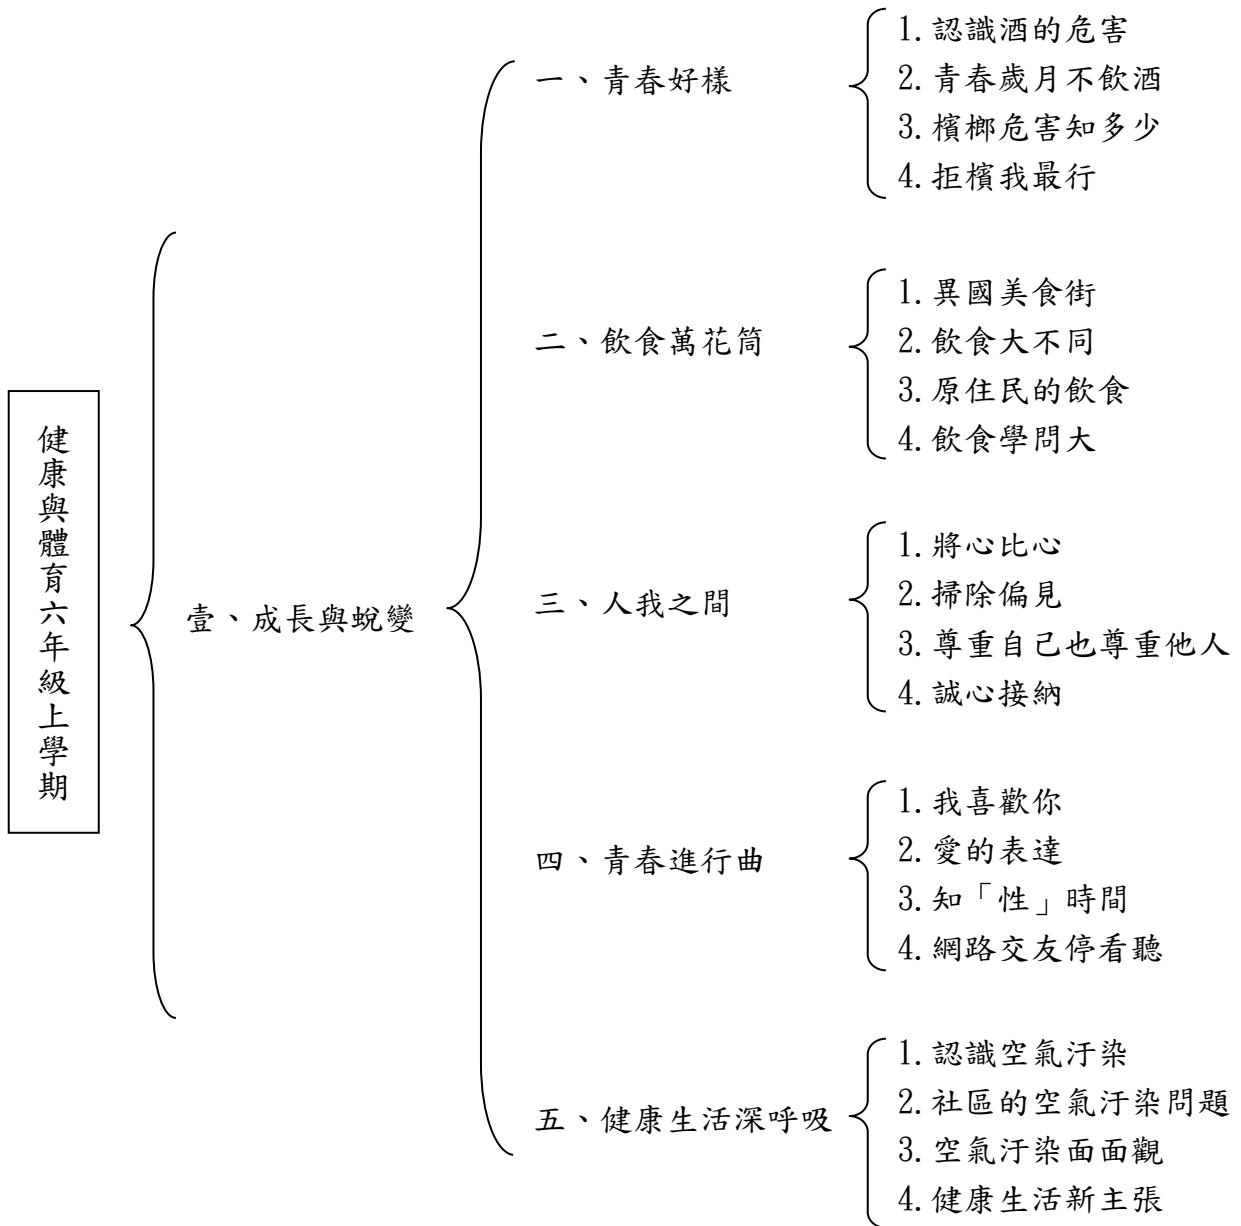 健康與體育六年級上學期
壹、成長與蛻變
一、青春好樣
1.認識酒的危害
2.青春歲月不飲酒
3.檳榔危害知多少
4.拒檳我最行
二、飲食萬花筒
1.異國美食街
2.飲食大不同
3.原住民的飲食
4.飲食學問大
三、人我之間
1.將心比心
2.掃除偏見
3.尊重自己也尊重他人
4.誠心接納
四、青春進行曲
1.我喜歡你
2.愛的表達
3.知「性」時間
4.網路交友停看聽
五、健康生活深呼吸
1.認識空氣汙染
2.社區的空氣汙染問題
3.空氣汙染面面觀
4.健康生活新主張